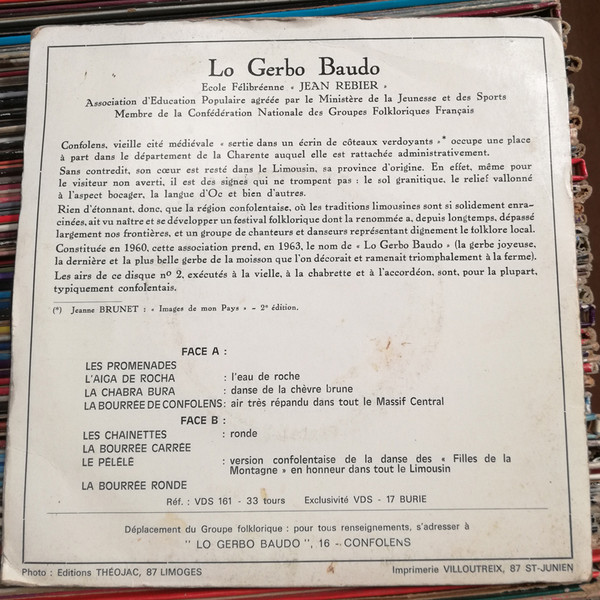 Lo Gerbo Baudo
Ecole Félibréenne « JEAN REBIER »
Association d'Education Populaire agréée par le Ministère de la Jeunesse et des Sports
Membre de la Confédération Nationale des Groupes Folkloriques Français
Confolens, vieille cité médiévale « sertie dans un écrin de côteaux verdoyants »* occupe une place
à part dans le département de la Charente auquel elle est rattachée administrativement.
Sans contredit, son cœur est resté dans le Limousin, sa province d'origine. En effet, même pour
le visiteur non averti, il est des signes qui ne trompent pas : le sol granitique, le relief vallonné
à l'aspect bocager, la langue d'Oc et bien d'autres.
Rien d'étonnant, donc, que la région confolentaise, où les traditions limousines sont si solidement enra-
cinées, ait vu naître et se développer un festival folklorique dont la renommée a, depuis longtemps, dépassé
largement nos frontières, et un groupe de chanteurs et danseurs représentant dignement le folklore local.
Constituée en 1960, cette association prend, en 1963, le nom de « Lo Gerbo Baudo » (la gerbe joyeuse,
la dernière et la plus belle gerbe de la moisson que l'on décorait et ramenait triomphalement à la ferme).
Les airs de ce disque nº 2, exécutés à la vielle, à la chabrette et à l'accordéon, sont, pour la plupart,
typiquement confolentais.
(*) Jeanne BRUNET : « Images de mon Pays » - 2e édition.
FACE A :
LES PROMENADES
L'AIGA DE ROCHA : l'eau de roche
LA CHABRA BURA : danse de la chèvre brune
LA BOURRÉE DE CONFOLENS : air très répandu dans tout le Massif Central
FACE B :
LES CHAINETTES : ronde
LA BOURRÉE CARRÉE
LE PÉLÉLÉ : version confolentaise de la danse des « Filles de la
Montagne » en honneur dans tout le Limousin
LA BOURRÉE RONDE
Réf. : VDS 161 - 33 tours Exclusivité VDS - 17 BURIE
Déplacement du Groupe folklorique : pour tous renseignements, s'adresser à
" LO GERBO BAUDO ", 16 - CONFOLENS
Photo : Editions THÉOJAC, 87 LIMOGES Imprimerie VILLOUTREIX, 87 ST-JUNIEN